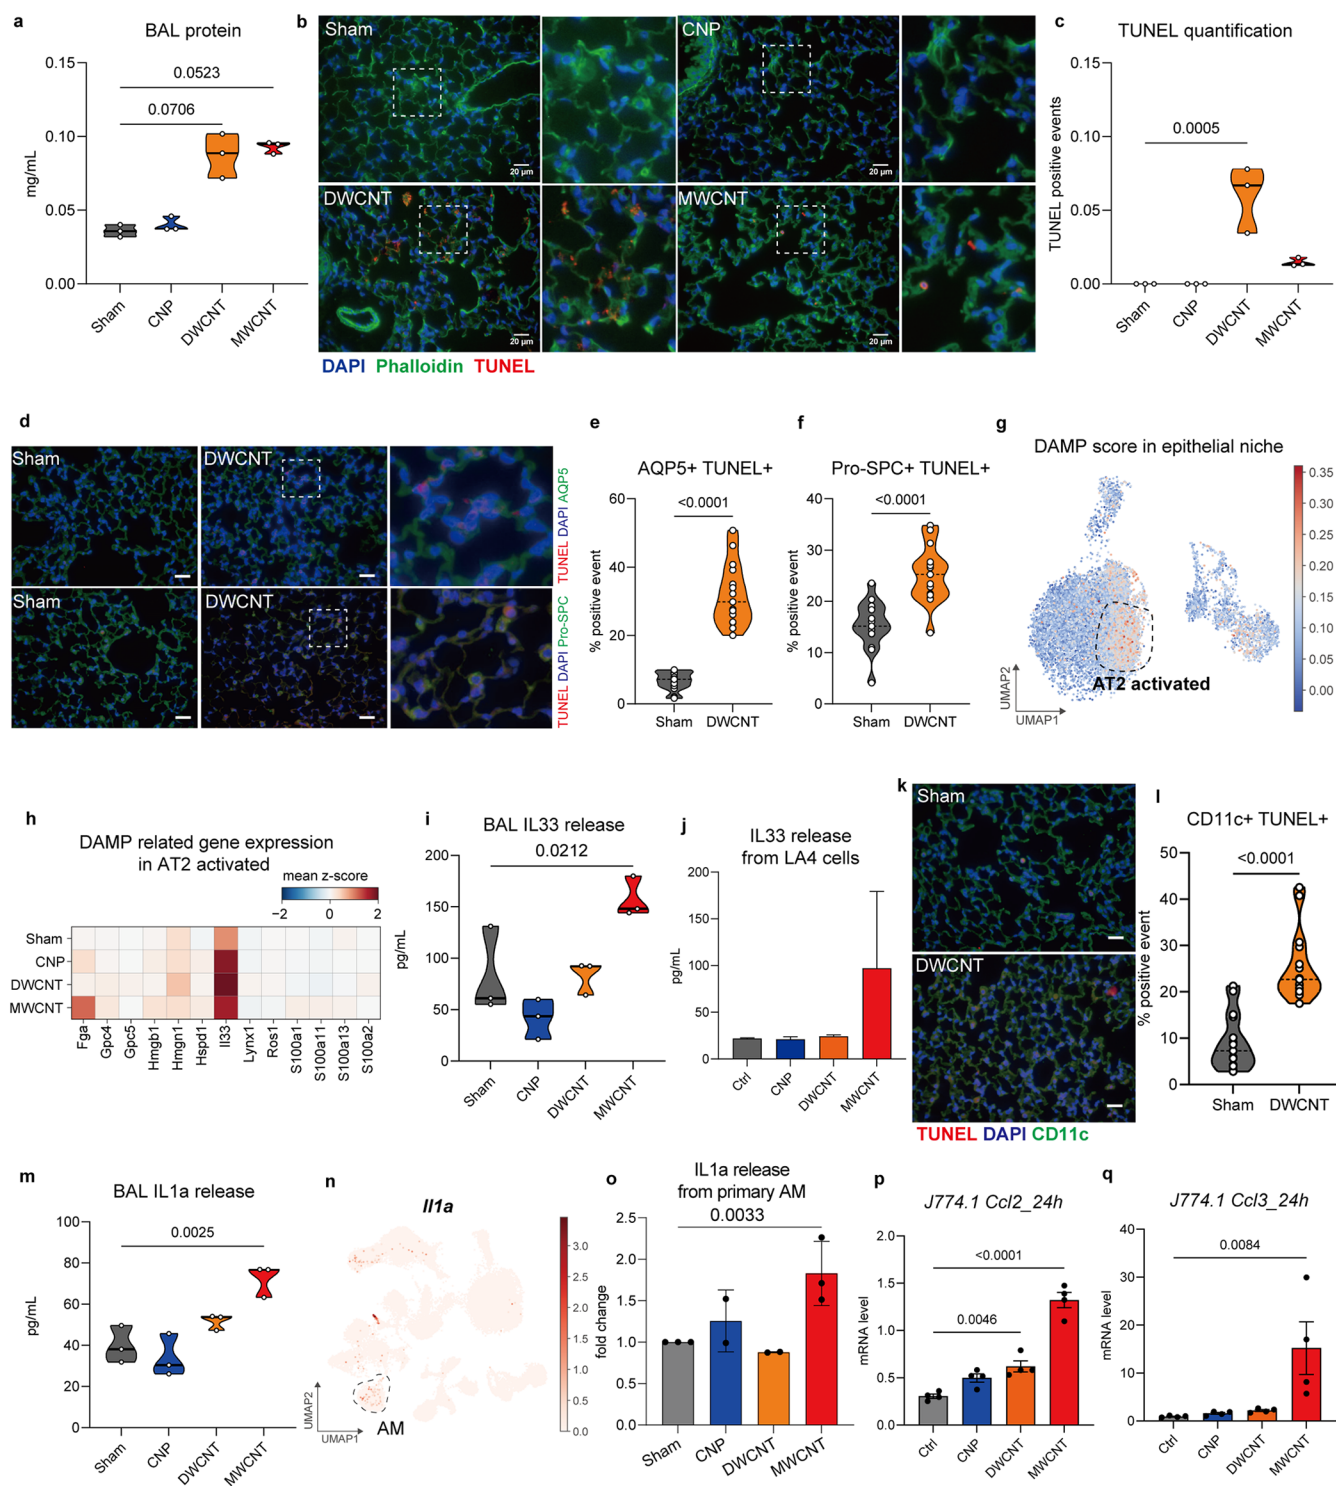 a
BAL protein
0.15
0.10
0.05
0.00
mg/mL
0.0523
0.0706
Sham
CNP
DWCNT
MWCNT
b
Sham
CNP
DWCNT
MWCNT
20 μm
20 μm
20 μm
20 μm
DAPI Phalloidin TUNEL
c
TUNEL quantification
0.15
0.10
0.05
0.00
TUNEL positive events
0.0005
Sham
CNP
DWCNT
MWCNT
d
Sham
DWCNT
TUNEL DAPI AQP5
Sham
DWCNT
TUNEL DAPI Pro-SPC
e
AQP5+ TUNEL+
60
40
20
0
% positive event
<0.0001
Sham
DWCNT
f
Pro-SPC+ TUNEL+
40
30
20
10
0
% positive event
<0.0001
Sham
DWCNT
g
DAMP score in epithelial niche
AT2 activated
UMAP2
UMAP1
0.35
0.30
0.25
0.20
0.15
0.10
0.05
0.00
h
DAMP related gene expression
in AT2 activated
mean z-score
−2 0 2
Sham
CNP
DWCNT
MWCNT
Fga
Gpc4
Gpc5
Hmgb1
Hmgn1
Hspd1
Il33
Lynx1
Ros1
S100a1
S100a11
S100a13
S100a2
i
BAL IL33 release
200
150
100
50
0
pg/mL
0.0212
Sham
CNP
DWCNT
MWCNT
j
IL33 release
from LA4 cells
200
150
100
50
0
pg/mL
Ctrl
CNP
DWCNT
MWCNT
k
Sham
DWCNT
TUNEL DAPI CD11c
l
CD11c+ TUNEL+
50
40
30
20
10
0
% positive event
<0.0001
Sham
DWCNT
m
BAL IL1a release
100
80
60
40
20
0
pg/mL
0.0025
Sham
CNP
DWCNT
MWCNT
n
Il1a
AM
UMAP2
UMAP1
3.0
2.5
2.0
1.5
1.0
0.5
0.0
o
IL1a release
from primary AM
2.5
2.0
1.5
1.0
0.5
0.0
fold change
0.0033
Sham
CNP
DWCNT
MWCNT
p
J774.1 Ccl2_24h
2.0
1.5
1.0
0.5
0.0
mRNA level
<0.0001
0.0046
Ctrl
CNP
DWCNT
MWCNT
q
J774.1 Ccl3_24h
40
30
20
10
0
mRNA level
0.0084
Ctrl
CNP
DWCNT
MWCNT